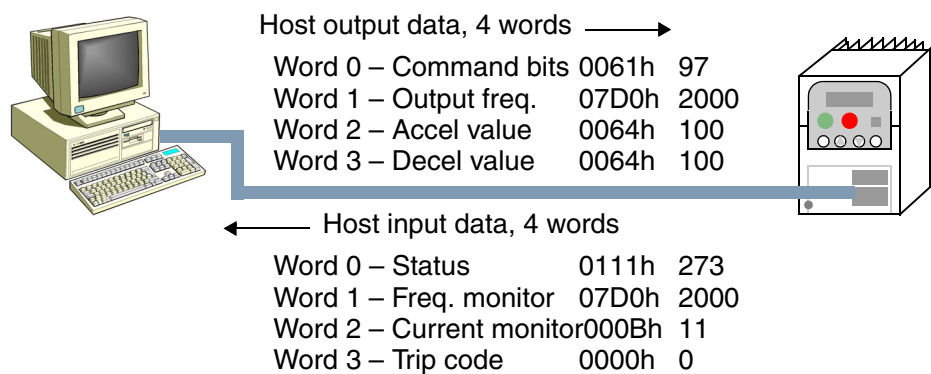 Host output data, 4 words
Word 0 – Command bits 0061h 97
Word 1 – Output freq. 07D0h 2000
Word 2 – Accel value 0064h 100
Word 3 – Decel value 0064h 100
Host input data, 4 words
Word 0 – Status 0111h 273
Word 1 – Freq. monitor 07D0h 2000
Word 2 – Current monitor000Bh 11
Word 3 – Trip code 0000h 0